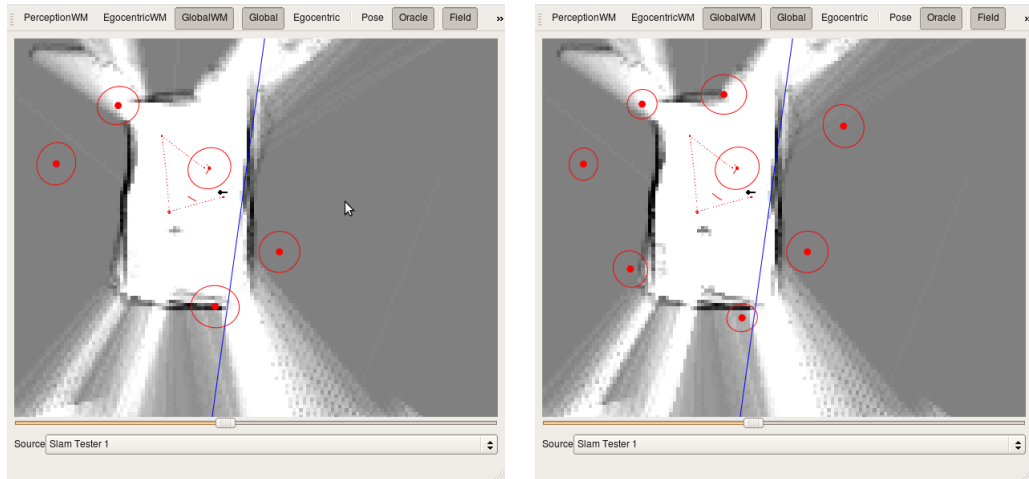 PerceptionWM EgocentricWM GlobalWM Global Egocentric Pose Oracle Field »
Source Slam Tester 1
PerceptionWM EgocentricWM GlobalWM Global Egocentric Pose Oracle Field »
Source Slam Tester 1